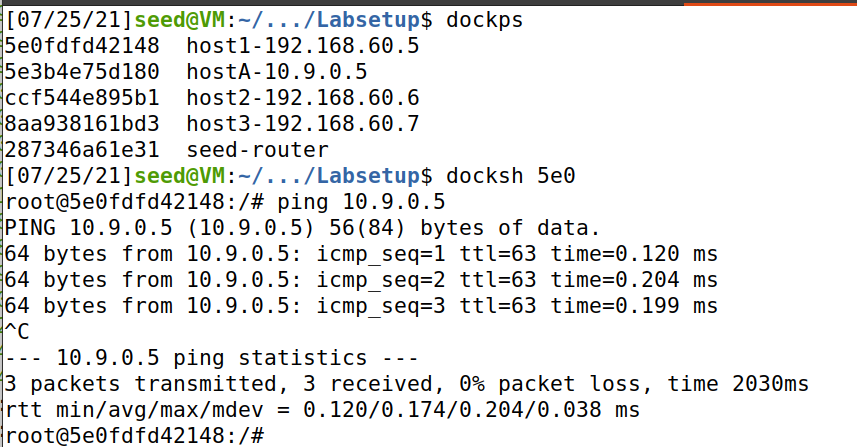 [07/25/21]seed@VM:~/.../Labsetup$ dockps
5e0fdfd42148  host1-192.168.60.5
5e3b4e75d180  hostA-10.9.0.5
ccf544e895b1  host2-192.168.60.6
8aa938161bd3  host3-192.168.60.7
287346a61e31  seed-router
[07/25/21]seed@VM:~/.../Labsetup$ docksh 5e0
root@5e0fdfd42148:/# ping 10.9.0.5
PING 10.9.0.5 (10.9.0.5) 56(84) bytes of data.
64 bytes from 10.9.0.5: icmp_seq=1 ttl=63 time=0.120 ms
64 bytes from 10.9.0.5: icmp_seq=2 ttl=63 time=0.204 ms
64 bytes from 10.9.0.5: icmp_seq=3 ttl=63 time=0.199 ms
^C
--- 10.9.0.5 ping statistics ---
3 packets transmitted, 3 received, 0% packet loss, time 2030ms
rtt min/avg/max/mdev = 0.120/0.174/0.204/0.038 ms
root@5e0fdfd42148:/#